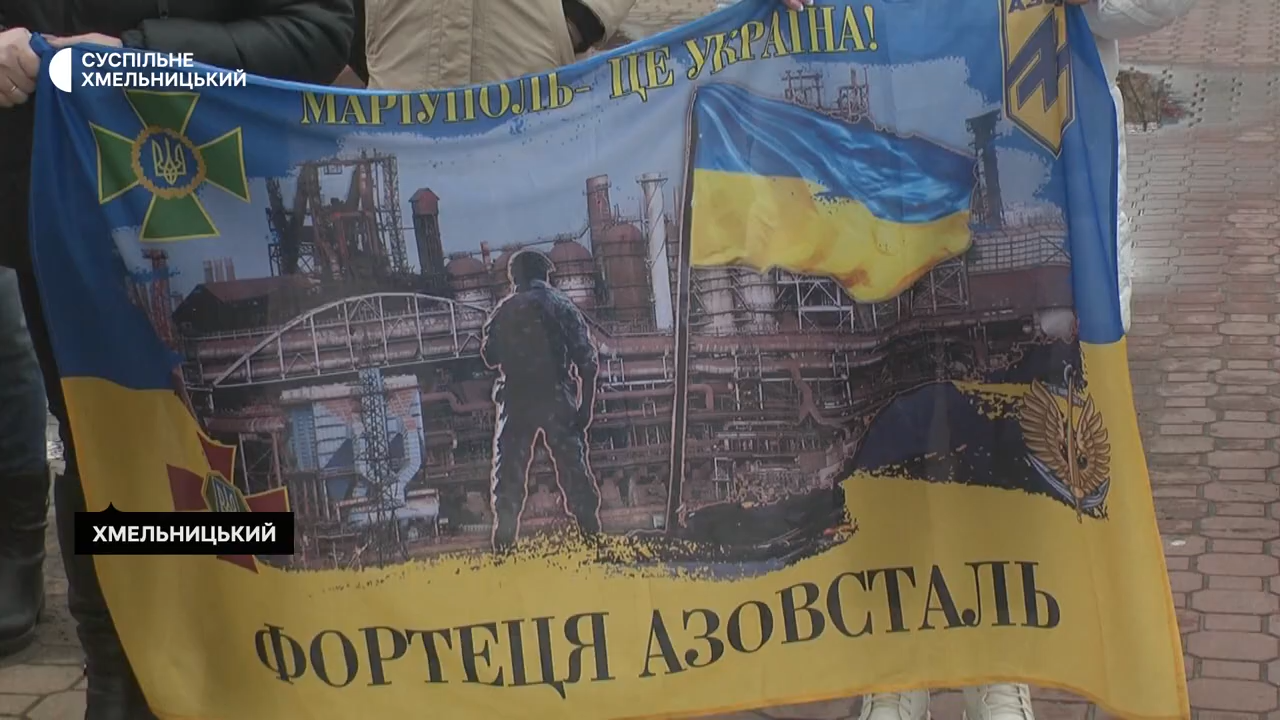 СУСПІЛЬНЕ
ХМЕЛЬНИЦЬКИЙ
МАРІУПОЛЬ- ЦЕ УКРАЇНА!
ХМЕЛЬНИЦЬКИЙ
ФОРТЕЦЯ АЗОВСТАЛЬ